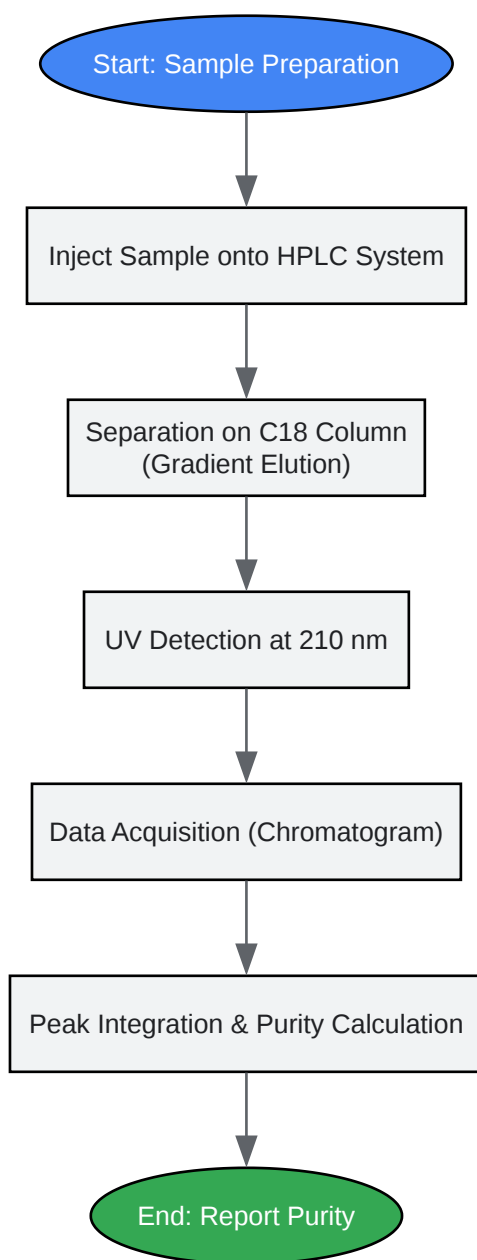 Start: Sample Preparation
Inject Sample onto HPLC System
Separation on C18 Column
(Gradient Elution)
UV Detection at 210 nm
Data Acquisition (Chromatogram)
Peak Integration & Purity Calculation
End: Report Purity